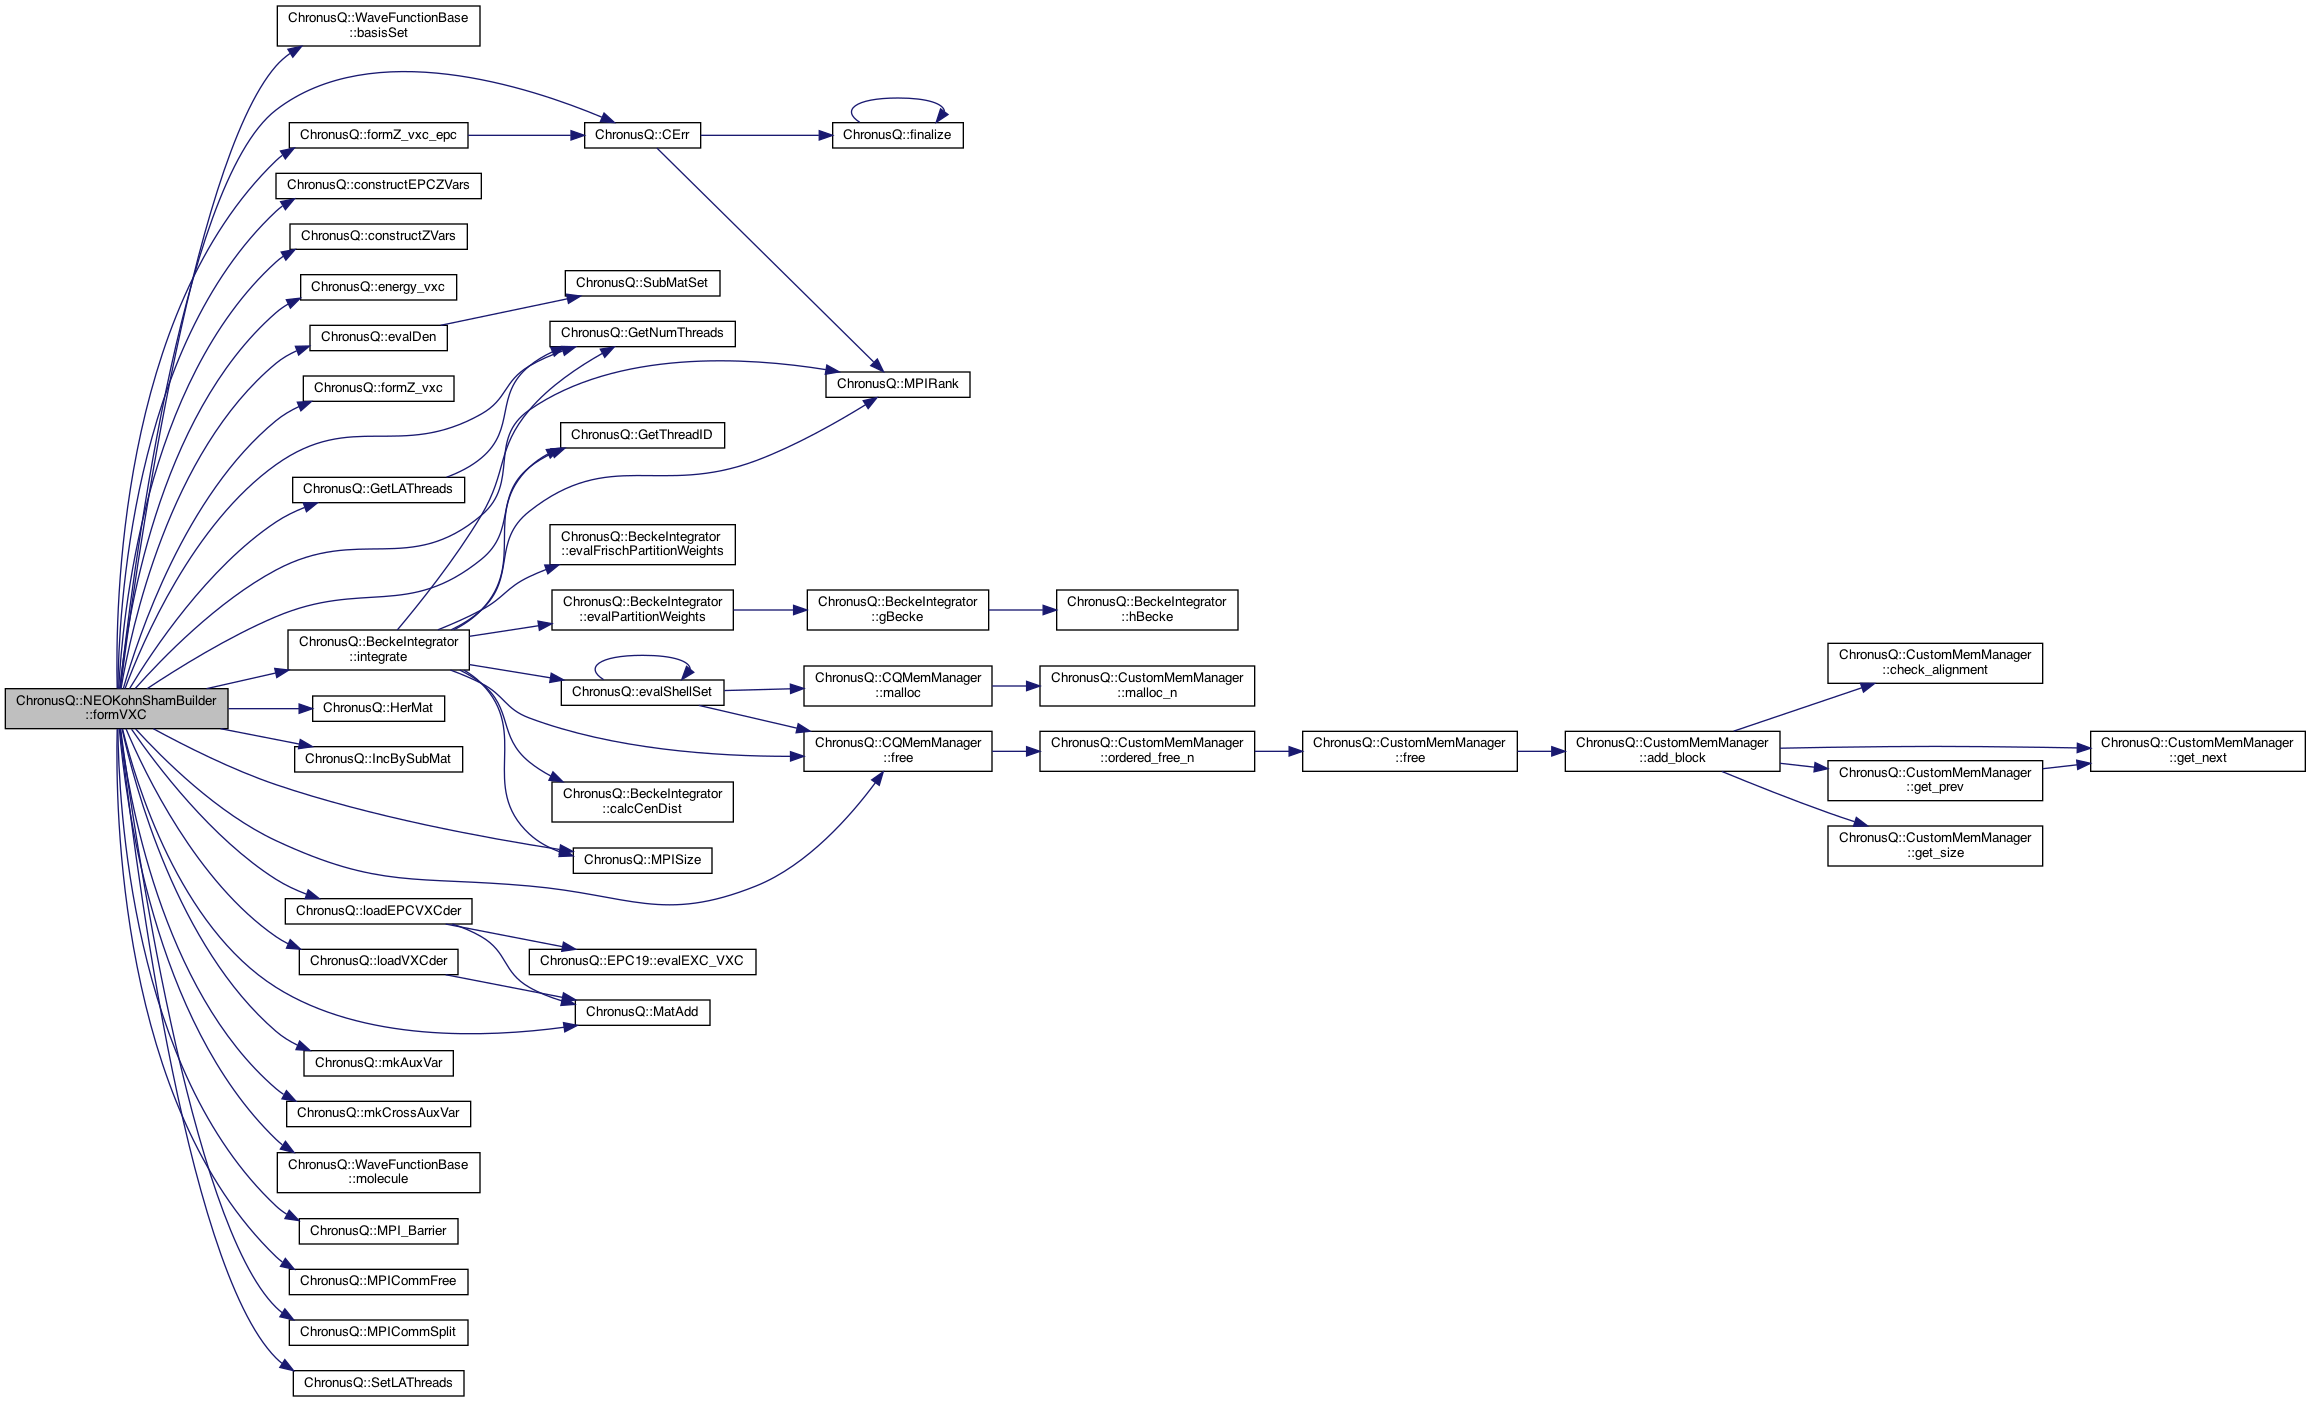 ChronusQ::WaveFunctionBase
::basisSet
ChronusQ::formZ_vxc_epc
ChronusQ::CErr
ChronusQ::finalize
ChronusQ::constructEPCZVars
ChronusQ::constructZVars
ChronusQ::energy_vxc
ChronusQ::SubMatSet
ChronusQ::evalDen
ChronusQ::GetNumThreads
ChronusQ::formZ_vxc
ChronusQ::MPIRank
ChronusQ::GetThreadID
ChronusQ::GetLAThreads
ChronusQ::BeckeIntegrator
::evalFrischPartitionWeights
ChronusQ::BeckeIntegrator
::evalPartitionWeights
ChronusQ::BeckeIntegrator
::gBecke
ChronusQ::BeckeIntegrator
::hBecke
ChronusQ::BeckeIntegrator
::integrate
ChronusQ::evalShellSet
ChronusQ::CQMemManager
::malloc
ChronusQ::CustomMemManager
::malloc_n
ChronusQ::CustomMemManager
::check_alignment
ChronusQ::NEOKohnShamBuilder
::formVXC
ChronusQ::HerMat
ChronusQ::IncBySubMat
ChronusQ::CQMemManager
::free
ChronusQ::CustomMemManager
::ordered_free_n
ChronusQ::CustomMemManager
::free
ChronusQ::CustomMemManager
::add_block
ChronusQ::CustomMemManager
::get_next
ChronusQ::CustomMemManager
::get_prev
ChronusQ::BeckeIntegrator
::calcCenDist
ChronusQ::CustomMemManager
::get_size
ChronusQ::MPISize
ChronusQ::loadEPCVXCder
ChronusQ::loadVXCder
ChronusQ::EPC19::evalEXC_VXC
ChronusQ::MatAdd
ChronusQ::mkAuxVar
ChronusQ::mkCrossAuxVar
ChronusQ::WaveFunctionBase
::molecule
ChronusQ::MPI_Barrier
ChronusQ::MPICommFree
ChronusQ::MPICommSplit
ChronusQ::SetLAThreads